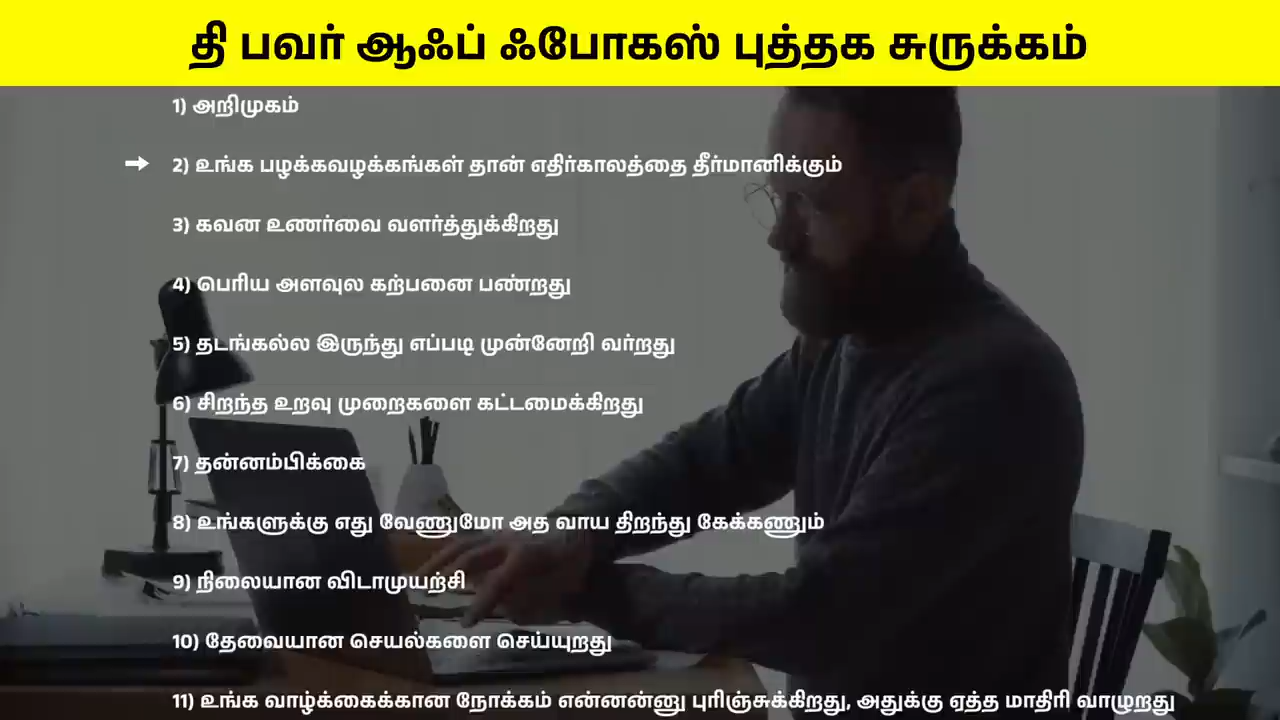 தி பவர் ஆஃப் ஃபோகஸ் புத்தக சுருக்கம்
1) அறிமுகம்
2) உங்க பழக்கவழக்கங்கள் தான் எதிர்காலத்தை தீர்மானிக்கும்
3) கவன உணர்வை வளர்த்துக்கிறது
4) பெரிய அளவுல கற்பனை பண்றது
5) தடங்கல்ல இருந்து எப்படி முன்னேறி வர்றது
6) சிறந்த உறவு முறைகளை கட்டமைக்கிறது
7) தன்னம்பிக்கை
8) உங்களுக்கு எது வேணுமோ அத வாய திறந்து கேக்கணும்
9) நிலையான விடாமுயற்சி
10) தேவையான செயல்களை செய்யுறது
11) உங்க வாழ்க்கைக்கான நோக்கம் என்னன்னு புரிஞ்சுக்கிறது, அதுக்கு ஏத்த மாதிரி வாழுறது